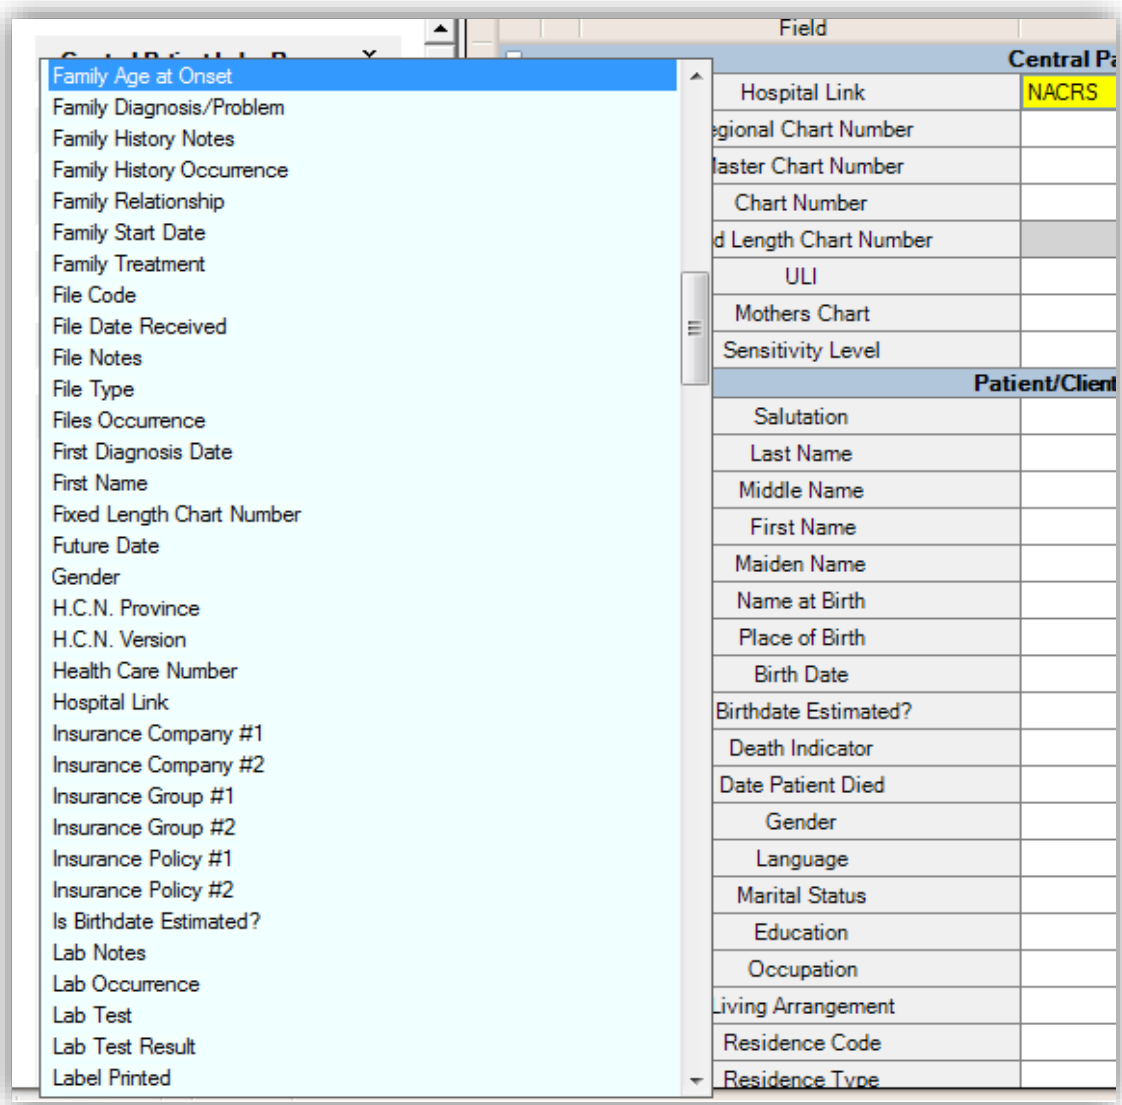 Field
Central Pa
Family Age at Onset
Family Diagnosis/Problem
Family History Notes
Family History Occurrence
Family Relationship
Family Start Date
Family Treatment
File Code
File Date Received
File Notes
File Type
Files Occurrence
First Diagnosis Date
First Name
Fixed Length Chart Number
Future Date
Gender
H.C.N. Province
H.C.N. Version
Health Care Number
Hospital Link
Insurance Company #1
Insurance Company #2
Insurance Group #1
Insurance Group #2
Insurance Policy #1
Insurance Policy #2
Is Birthdate Estimated?
Lab Notes
Lab Occurrence
Lab Test
Lab Test Result
Label Printed
Hospital Link NACRS
egional Chart Number
laster Chart Number
Chart Number
d Length Chart Number
ULI
Mothers Chart
Sensitivity Level
Patient/Client
Salutation
Last Name
Middle Name
First Name
Maiden Name
Name at Birth
Place of Birth
Birth Date
Birthdate Estimated?
Death Indicator
Date Patient Died
Gender
Language
Marital Status
Education
Occupation
Living Arrangement
Residence Code
Residence Type